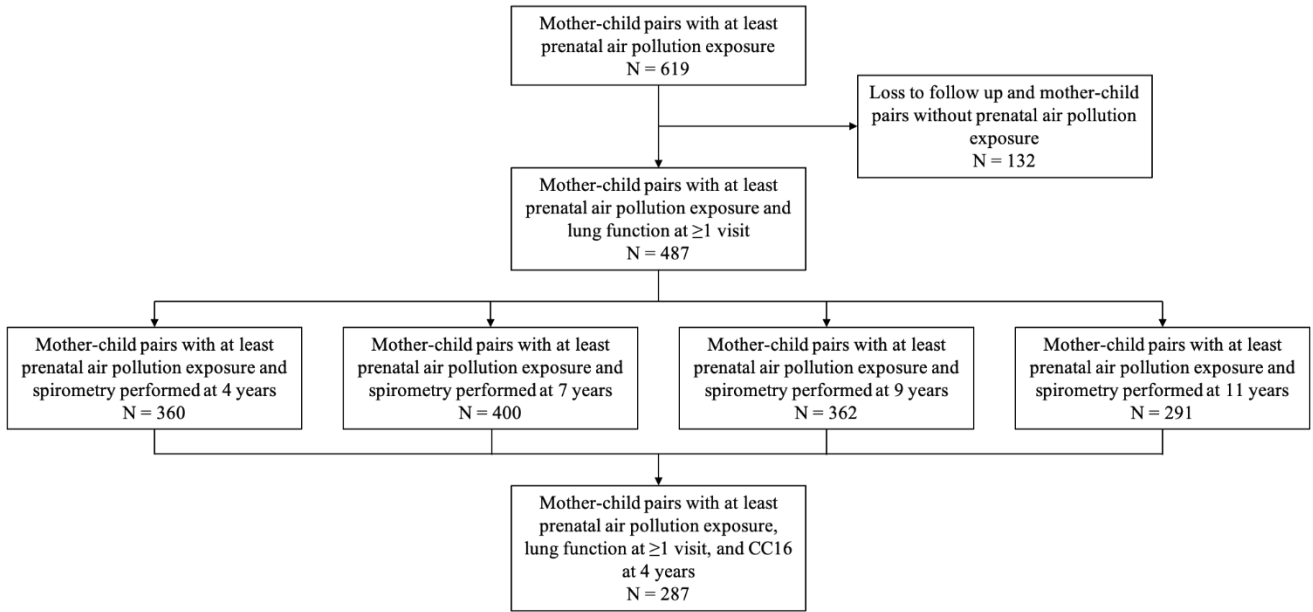 Mother-child pairs with at least
prenatal air pollution exposure
N = 619
Loss to follow up and mother-child
pairs without prenatal air pollution
exposure
N = 132
Mother-child pairs with at least
prenatal air pollution exposure and
lung function at ≥1 visit
N = 487
Mother-child pairs with at least
prenatal air pollution exposure and
spirometry performed at 4 years
N = 360
Mother-child pairs with at least
prenatal air pollution exposure and
spirometry performed at 7 years
N = 400
Mother-child pairs with at least
prenatal air pollution exposure and
spirometry performed at 9 years
N = 362
Mother-child pairs with at least
prenatal air pollution exposure and
spirometry performed at 11 years
N = 291
Mother-child pairs with at least
prenatal air pollution exposure,
lung function at ≥1 visit, and CC16
at 4 years
N = 287